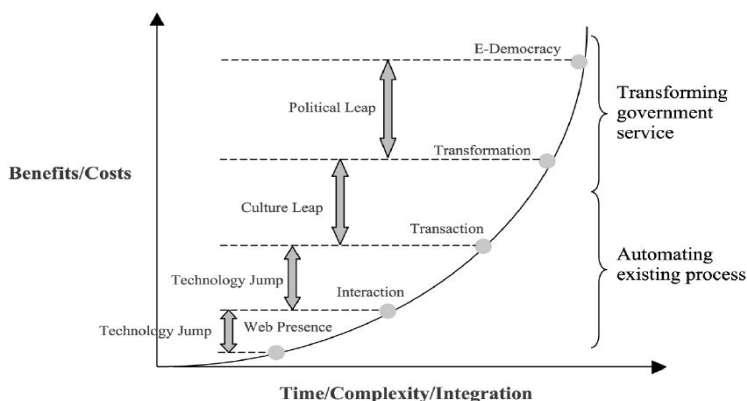 E-Democracy
Political Leap
Transforming
government
service
Transformation
Benefits/Costs
Culture Leap
Transaction
Technology Jump
Automating
existing process
Interaction
Technology Jump
Web Presence
Time/Complexity/Integration